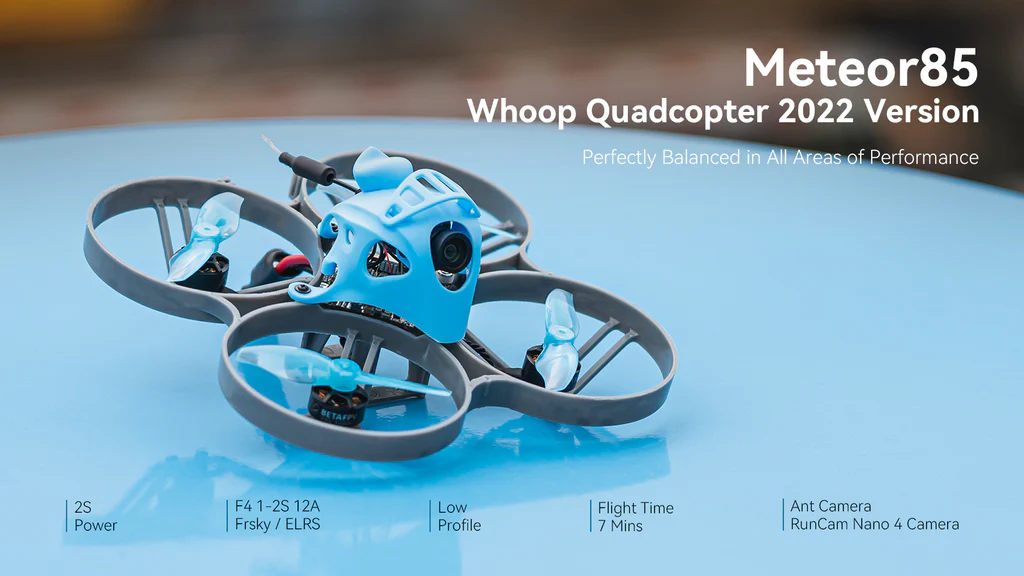 Meteor85
Whoop Quadcopter 2022 Version
Perfectly Balanced in All Areas of Performance
2S
Power
F4 1-2S 12A
Frsky / ELRS
Low
Profile
Flight Time
7 Mins
Ant Camera
RunCam Nano 4 Camera